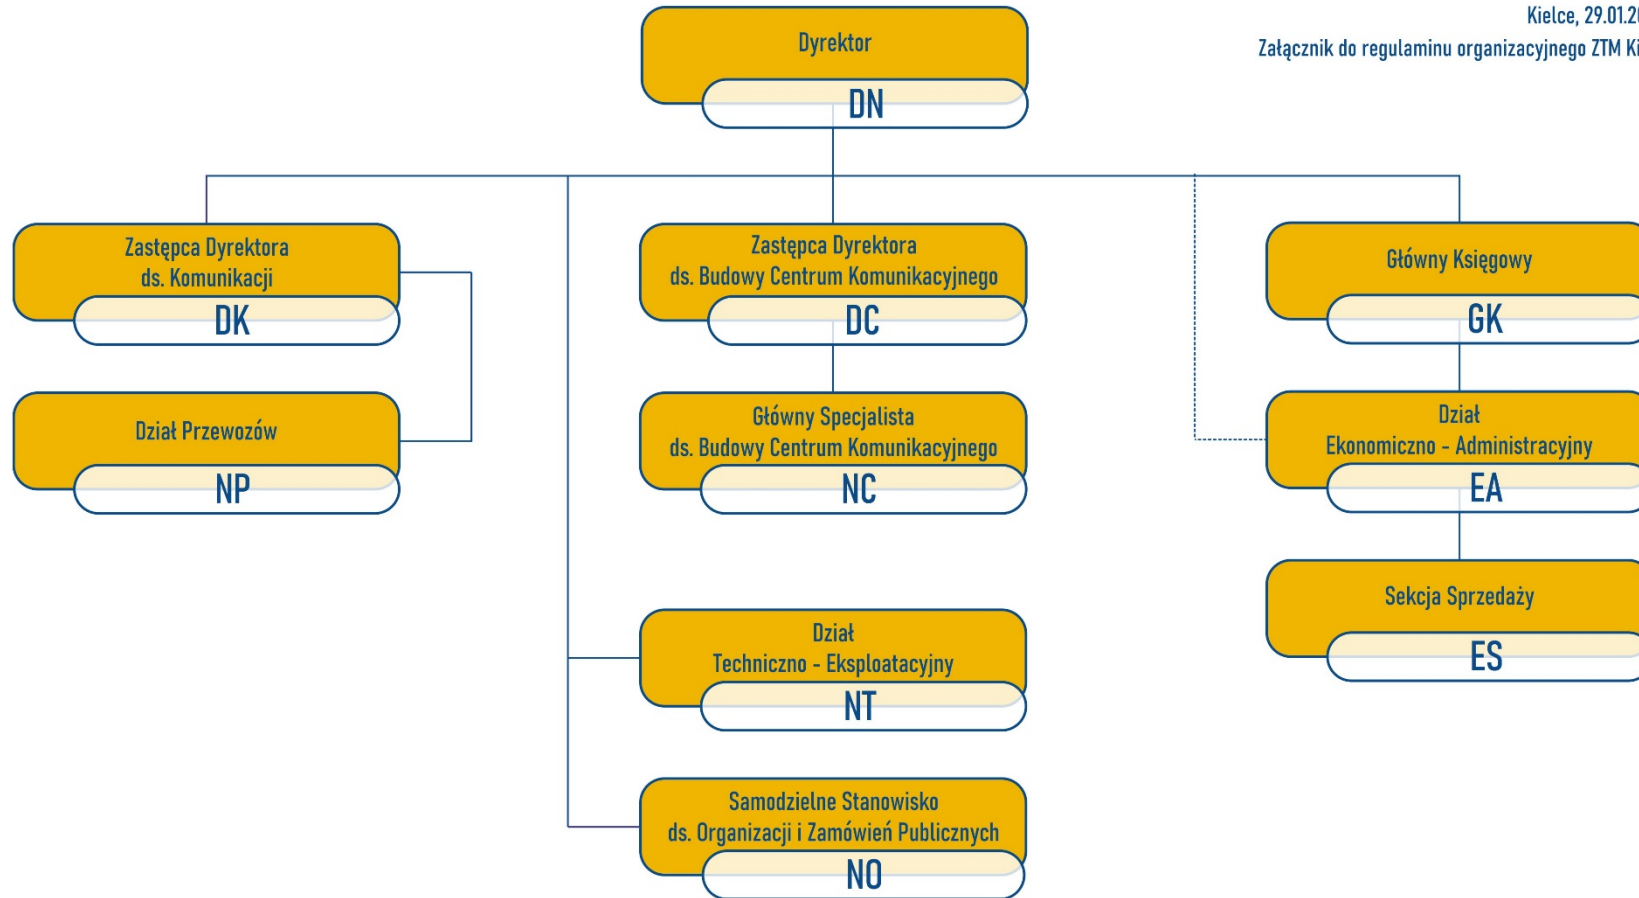 Kielce, 29.01.20
Załącznik do regulaminu organizacyjnego ZTM Ki
Dyrektor
DN
Zastępca Dyrektora
ds. Komunikacji
DK
Zastępca Dyrektora
ds. Budowy Centrum Komunikacyjnego
DC
Główny Księgowy
GK
Dział Przewozów
NP
Główny Specjalista
ds. Budowy Centrum Komunikacyjnego
NC
Dział
Ekonomiczno - Administracyjny
EA
Sekcja Sprzedaży
ES
Dział
Techniczno - Eksploatacyjny
NT
Samodzielne Stanowisko
ds. Organizacji i Zamówień Publicznych
NO